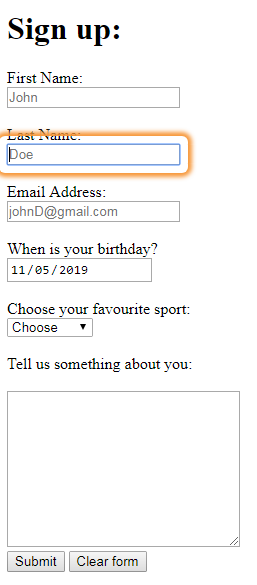 Sign up:
First Name:
John
Last Name:
Doe
Email Address:
johnD@gmail.com
When is your birthday?
11/05/2019
Choose your favourite sport:
Choose
Tell us something about you:
Submit Clear form